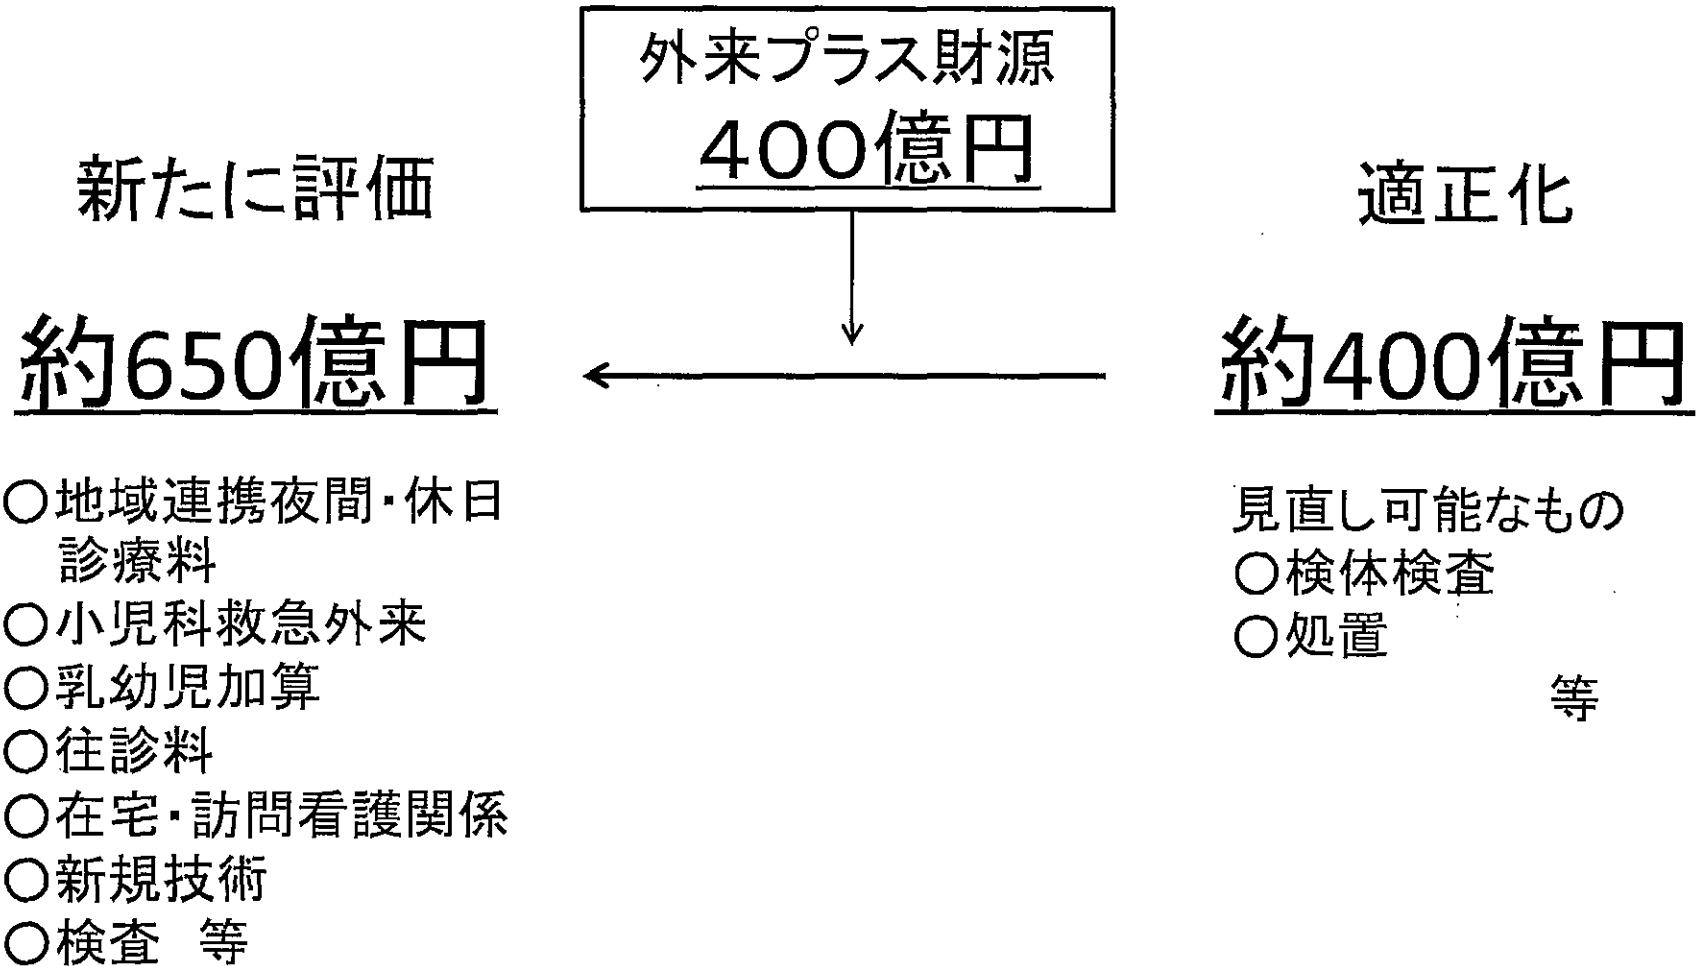 外来プラス財源
400億円
新たに評価
約650億円
○地域連携夜間・休日
診療料
○小児科救急外来
○乳幼児加算
○往診料
○在宅・訪問看護関係
○新規技術
○検査 等
適正化
約400億円
見直し可能なもの
○検体検査
○処置
等